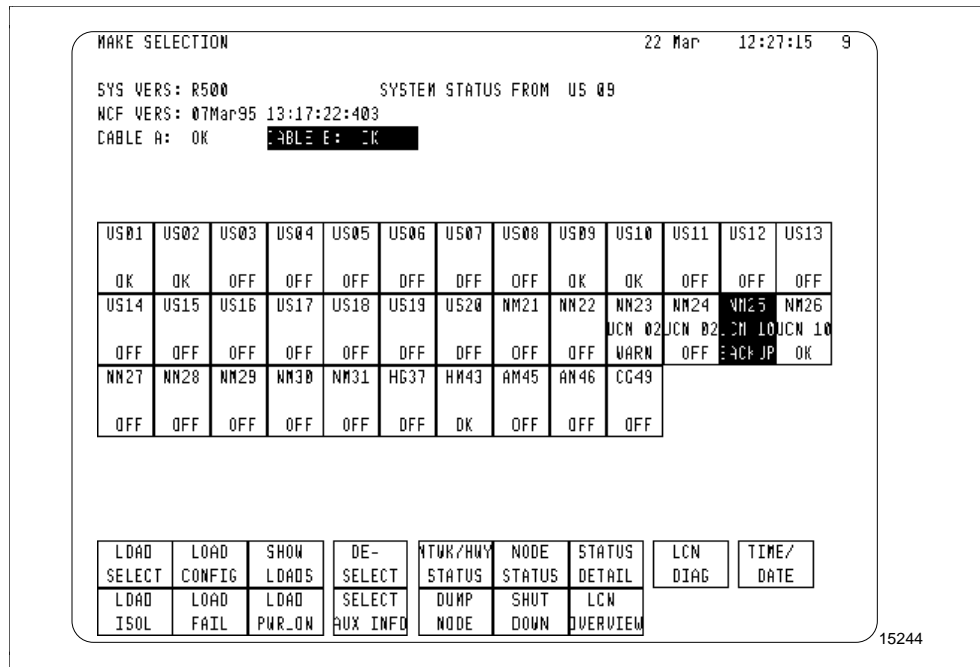 MAKE SELECTION 22 Mar 12:27:15 9
SYS VERS: R500 SYSTEM STATUS FROM US 09
NCF VERS: 07Mar95 13:17:22:403
CABLE A: OK CABLE B: OK
US01 US02 US03 US04 US05 US06 US07 US08 US09 US10 US11 US12 US13
OK OK OFF OFF OFF OFF OFF OFF OK OK OFF OFF OFF
US14 US15 US16 US17 US18 US19 US20 NM21 NM22 NM23 NM24 NM25 NM26
UCN 02 UCN 02 UCN 10 UCN 10
OFF OFF OFF OFF OFF OFF OFF OFF OFF WARN OFF BACKUP OK
NM27 NM28 NM29 NM30 NM31 HG37 HM43 AM45 AM46 CG49
OFF OFF OFF OFF OFF OFF OK OFF OFF OFF
LOAD LOAD SHOW DE- NTWK/HWY NODE STATUS LCN TIME/
SELECT CONFIG LOADS SELECT STATUS STATUS DETAIL DIAG DATE
LOAD LOAD LOAD SELECT DUMP SHUT LCN
ISOL FAIL PWR_ON AUX INFO NODE DOWN OVERVIEW
15244